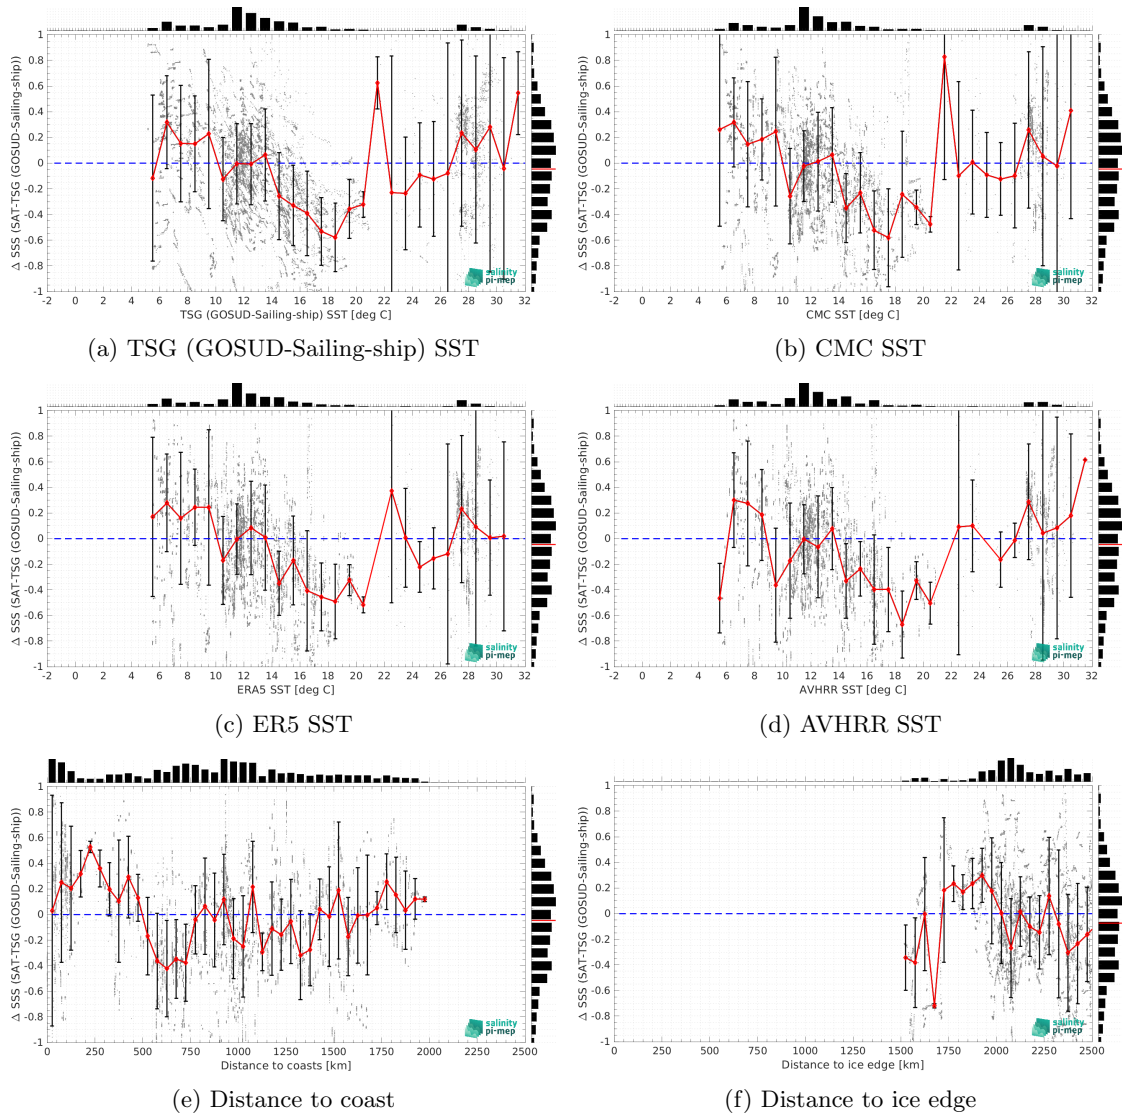 Δ SSS (SAT-TSG (GOSUD-Sailing-ship))
1
0.8
0.6
0.4
0.2
0
-0.2
-0.4
-0.6
-0.8
-1
salinity
pi-mep
-2 0 2 4 6 8 10 12 14 16 18 20 22 24 26 28 30 32
TSG (GOSUD-Sailing-ship) SST [deg C]
(a) TSG (GOSUD-Sailing-ship) SST
Δ SSS (SAT-TSG (GOSUD-Sailing-ship))
1
0.8
0.6
0.4
0.2
0
-0.2
-0.4
-0.6
-0.8
-1
salinity
pi-mep
-2 0 2 4 6 8 10 12 14 16 18 20 22 24 26 28 30 32
CMC SST [deg C]
(b) CMC SST
Δ SSS (SAT-TSG (GOSUD-Sailing-ship))
1
0.8
0.6
0.4
0.2
0
-0.2
-0.4
-0.6
-0.8
-1
salinity
pi-mep
-2 0 2 4 6 8 10 12 14 16 18 20 22 24 26 28 30 32
ERA5 SST [deg C]
(c) ER5 SST
Δ SSS (SAT-TSG (GOSUD-Sailing-ship))
1
0.8
0.6
0.4
0.2
0
-0.2
-0.4
-0.6
-0.8
-1
salinity
pi-mep
-2 0 2 4 6 8 10 12 14 16 18 20 22 24 26 28 30 32
AVHRR SST [deg C]
(d) AVHRR SST
Δ SSS (SAT-TSG (GOSUD-Sailing-ship))
1
0.8
0.6
0.4
0.2
0
-0.2
-0.4
-0.6
-0.8
-1
salinity
pi-mep
0 250 500 750 1000 1250 1500 1750 2000 2250 2500
Distance to coasts [km]
(e) Distance to coast
Δ SSS (SAT-TSG (GOSUD-Sailing-ship))
1
0.8
0.6
0.4
0.2
0
-0.2
-0.4
-0.6
-0.8
-1
salinity
pi-mep
0 250 500 750 1000 1250 1500 1750 2000 2250 2500
Distance to ice edge [km]
(f) Distance to ice edge